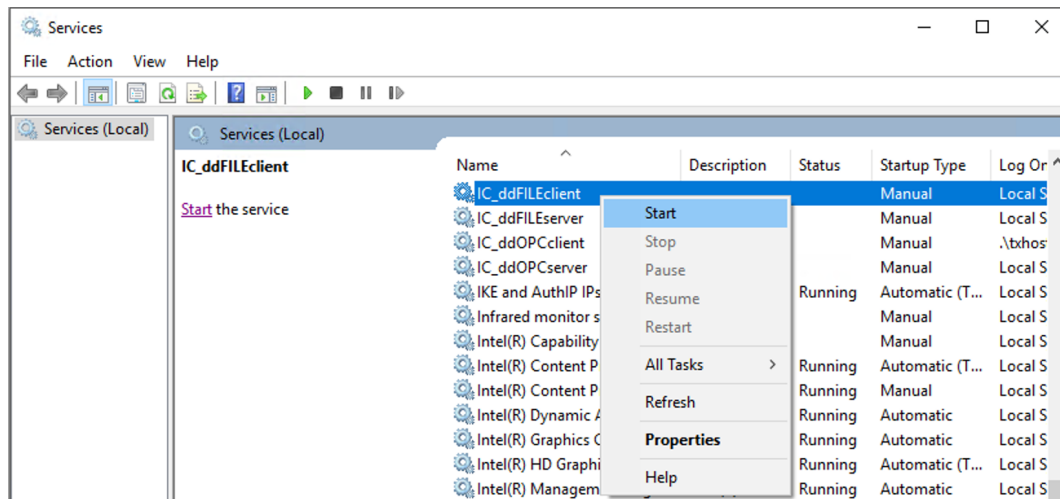 Services
File Action View Help
Services (Local)
Services (Local)
IC_ddFILEclient
Start the service
Name Description Status Startup Type Log Or
IC_ddFILEclient Manual Local S
IC_ddFILEserver Manual Local S
IC_ddOPCclient Manual .\txhos
IC_ddOPCserver Manual Local S
IKE and AuthIP IPs Running Automatic (T... Local S
Infrared monitor s Manual Local S
Intel(R) Capability Manual Local S
Intel(R) Content P Running Automatic (T... Local S
Intel(R) Content P Running Manual Local S
Intel(R) Dynamic Running Automatic Local S
Intel(R) Graphics Running Automatic Local S
Intel(R) HD Graphi Running Automatic (T... Local S
Intel(R) Managem Running Automatic Local S
Start
Stop
Pause
Resume
Restart
All Tasks
Refresh
Properties
Help